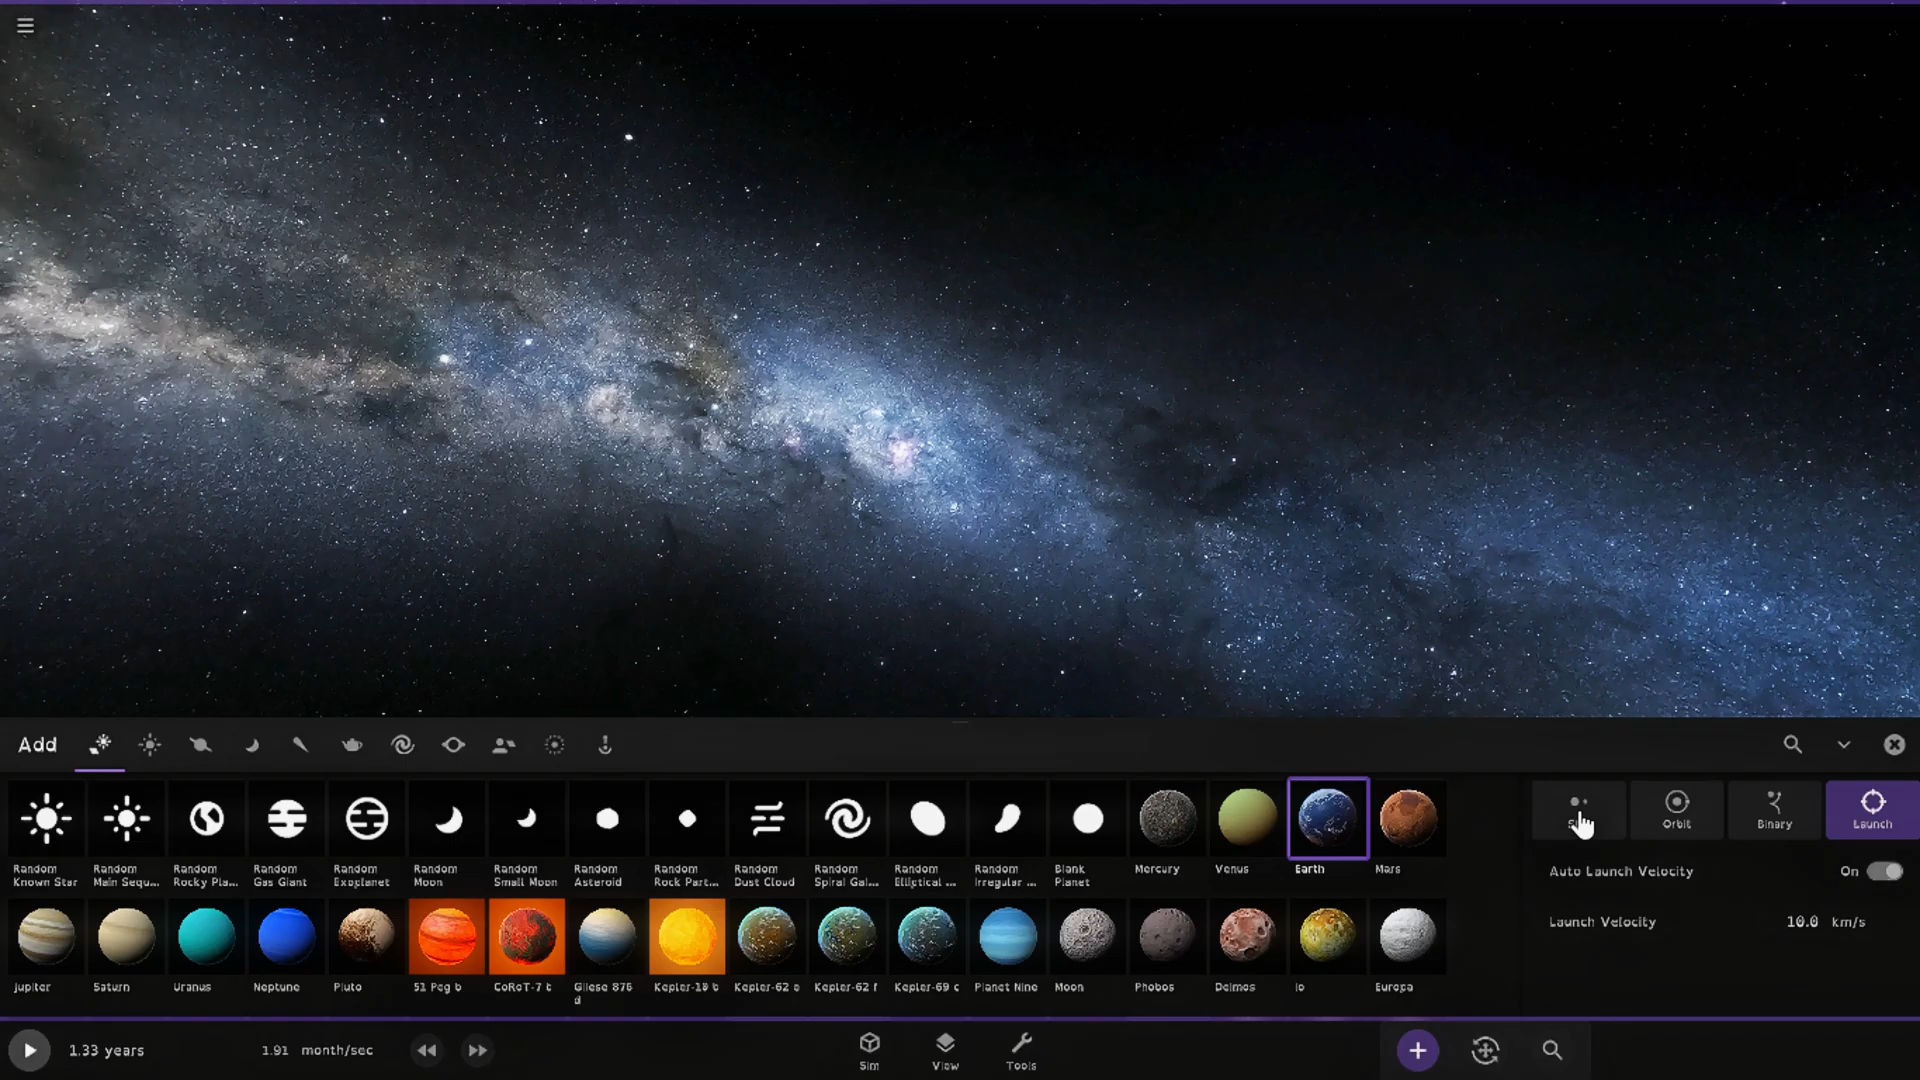 Add
Random
Known Star
Random
Main Sequ...
Random
Rocky Pla...
Random
Gas Giant
Random
Exoplanet
Random
Moon
Random
Small Moon
Random
Asteroid
Random
Rock Part...
Random
Dust Cloud
Random
Spiral Gal...
Random
Elliptical ...
Random
Irregular ...
Blank
Planet
Mercury
Venus
Earth
Mars
Orbit
Binary
Launch
Auto Launch Velocity
On
Launch Velocity
10.0 km/s
Jupiter
Saturn
Uranus
Neptune
Pluto
51 Peg b
CoRoT-7 b
Gliese 876
d
Kepler-18 b
Kepler-62 e
Kepler-62 f
Kepler-69 c
Planet Nine
Moon
Phobos
Deimos
Io
Europa
1.33 years
1.91 month/sec
Sim
View
Tools